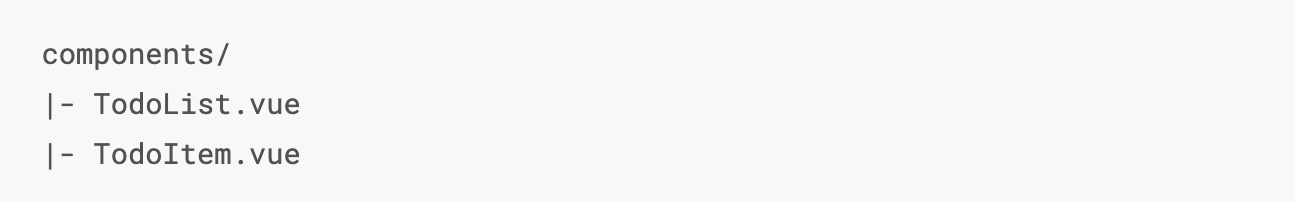 components/
|- TodoList.vue
|- TodoItem.vue